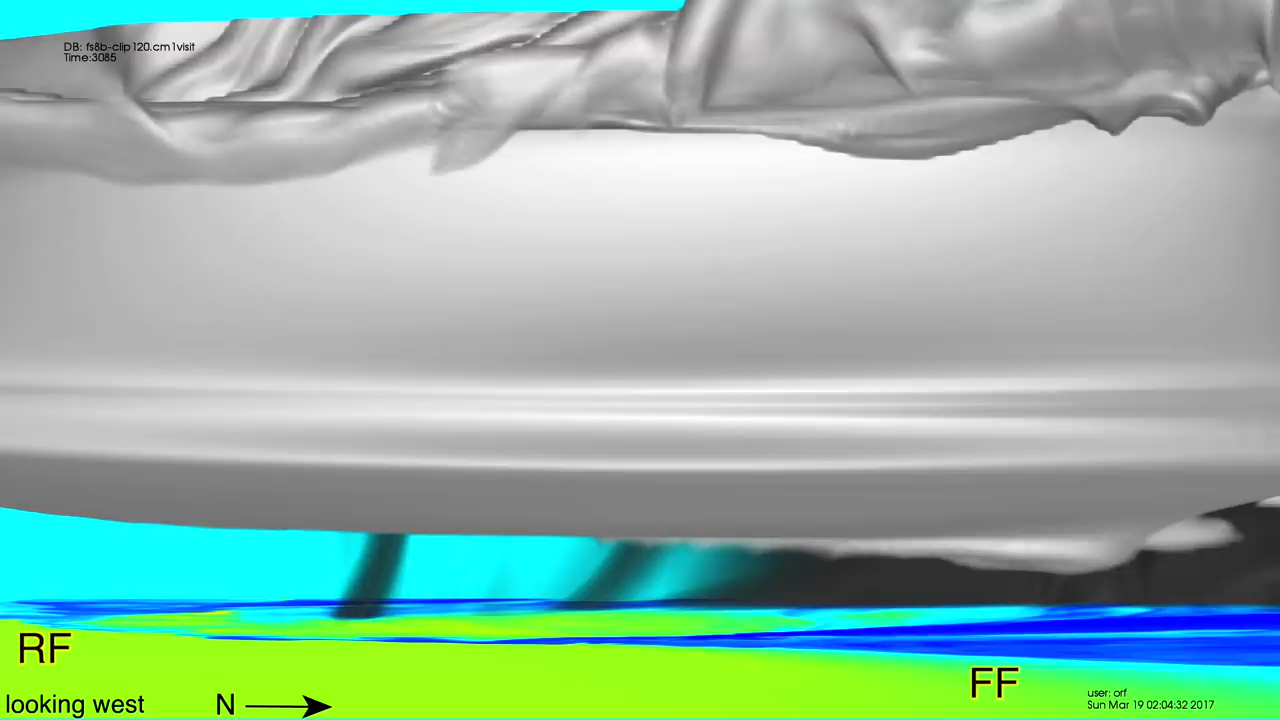 DB: fs8b-clip120.cm1visit
Time:3085
RF
FF
looking west
N
user: orf
Sun Mar 19 02:04:32 2017